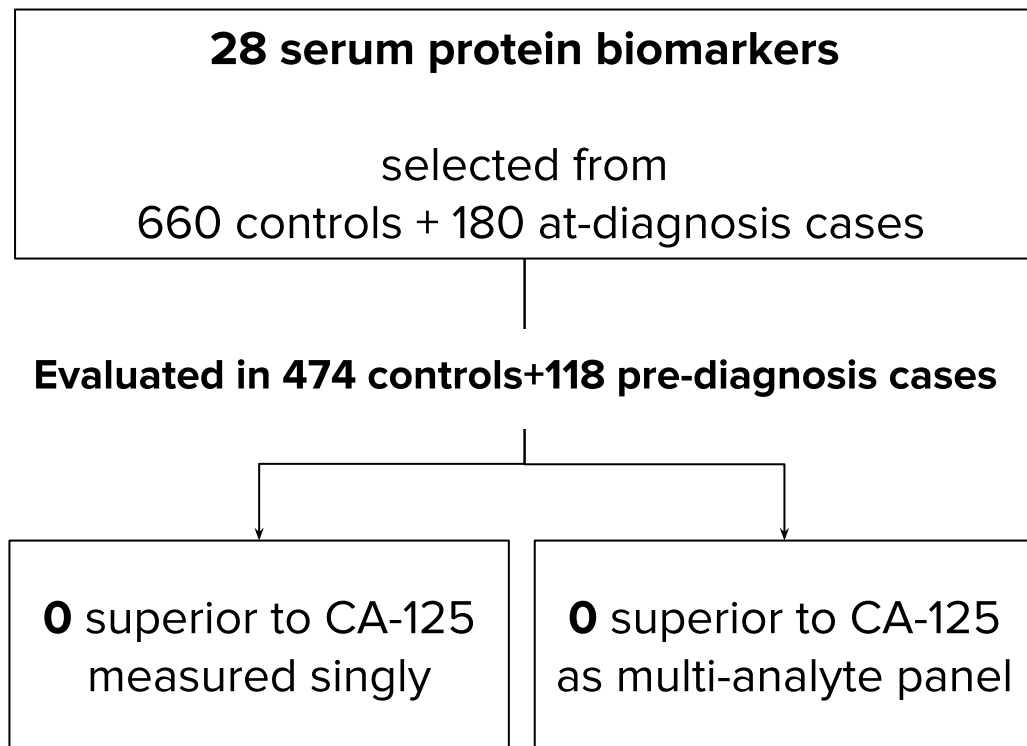 28 serum protein biomarkers
selected from
660 controls + 180 at-diagnosis cases
Evaluated in 474 controls+118 pre-diagnosis cases
0 superior to CA-125
measured singly
0 superior to CA-125
as multi-analyte panel